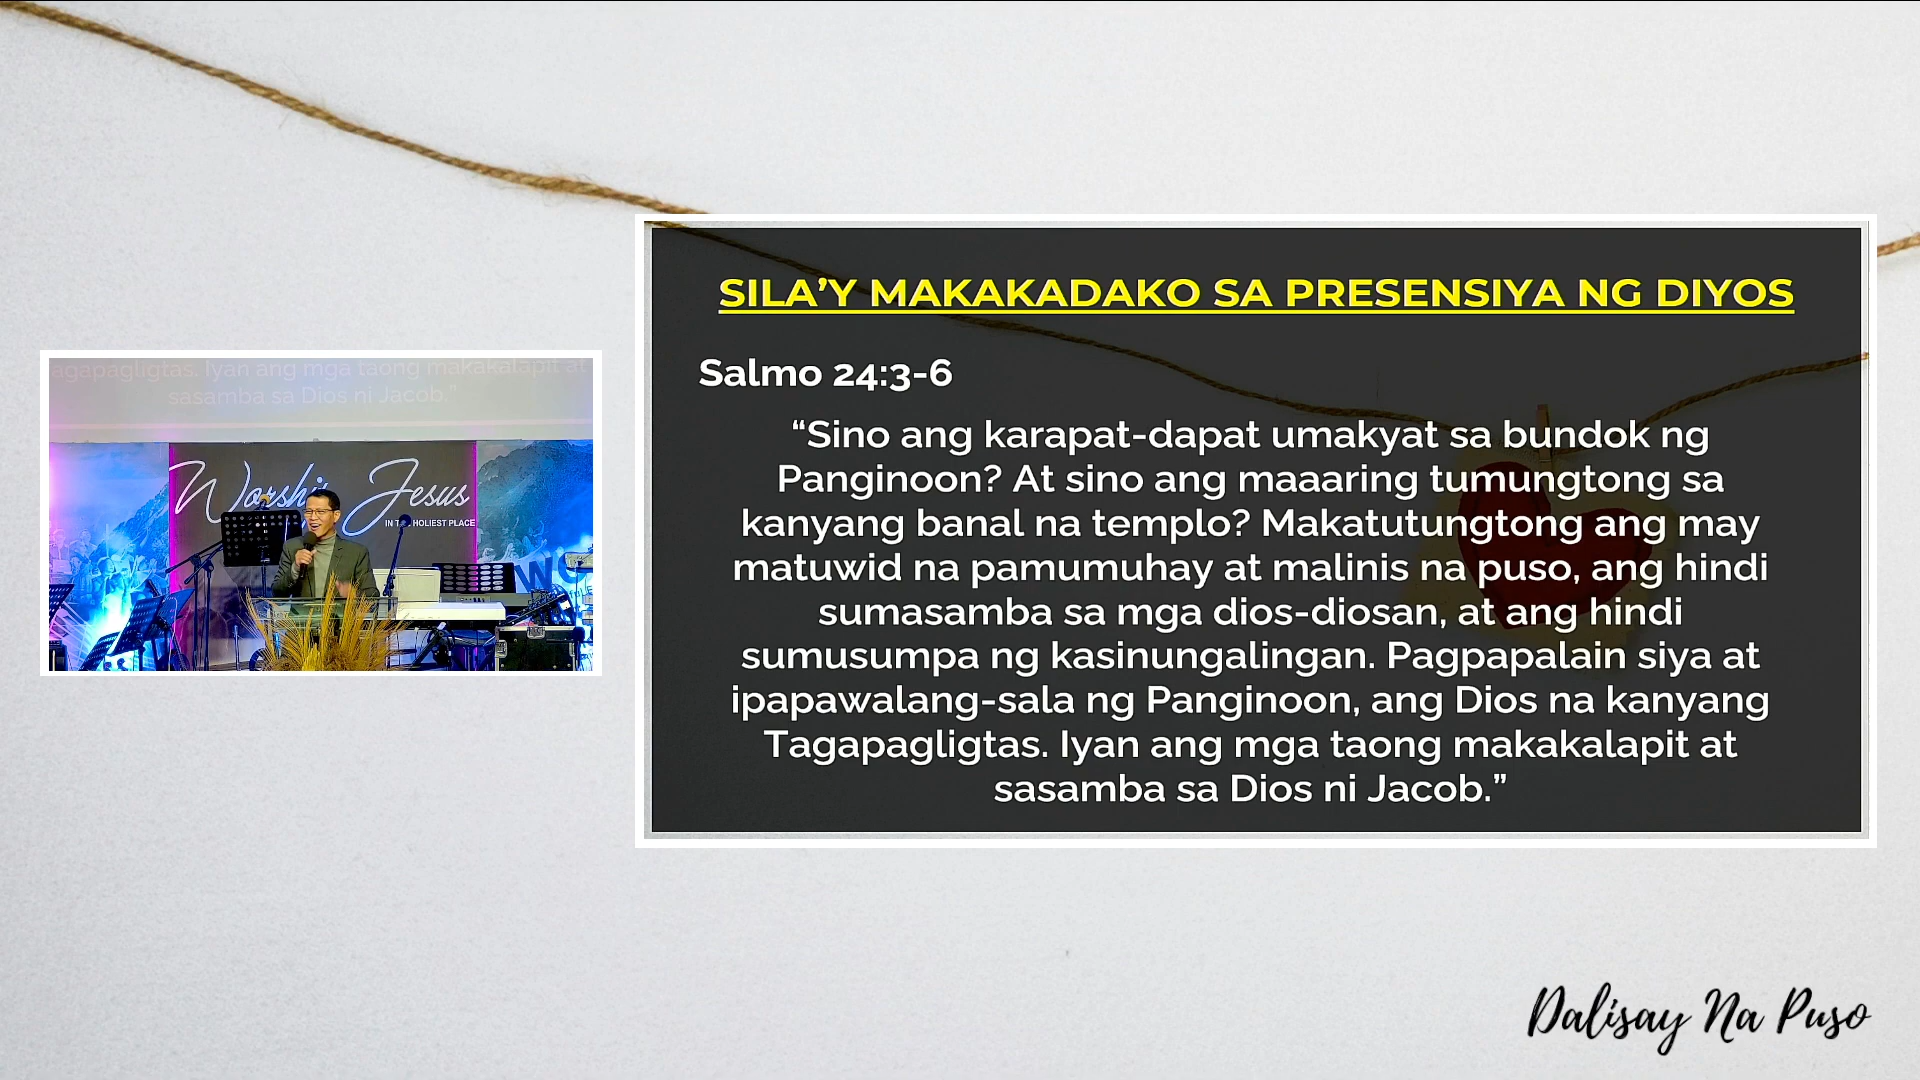 agapagligtas. Iyan ang mga taong makakalapit at
sasamba sa Dios ni Jacob.”
Worship Jesus
HOLIEST PLACE
SILA’Y MAKAKADAKO SA PRESENSIYA NG DIYOS
Salmo 24:3-6
“Sino ang karapat-dapat umakyat sa bundok ng
Panginoon? At sino ang maaaring tumungtong sa
kanyang banal na templo? Makatutungtong ang may
matuwid na pamumuhay at malinis na puso, ang hindi
sumasamba sa mga dios-diosan, at ang hindi
sumusumpa ng kasinungalingan. Pagpapalain siya at
ipapawalang-sala ng Panginoon, ang Dios na kanyang
Tagapagligtas. Iyan ang mga taong makakalapit at
sasamba sa Dios ni Jacob.”
Dalisay Na Puso